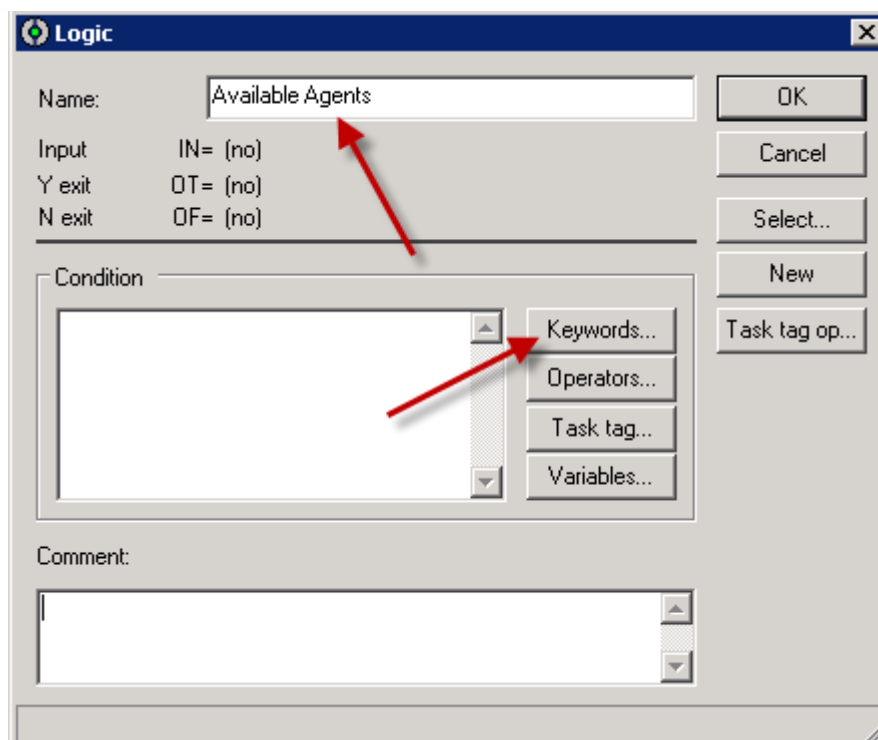 Logic
Name: Available Agents
OK
Input IN= (no)
Cancel
Y exit OT= (no)
N exit OF= (no)
Select...
New
Condition
Keywords...
Task tag op...
Operators...
Task tag...
Variables...
Comment: